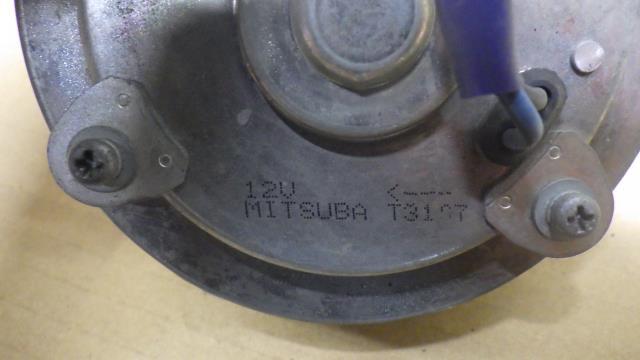 12V <-----
MITSUBA